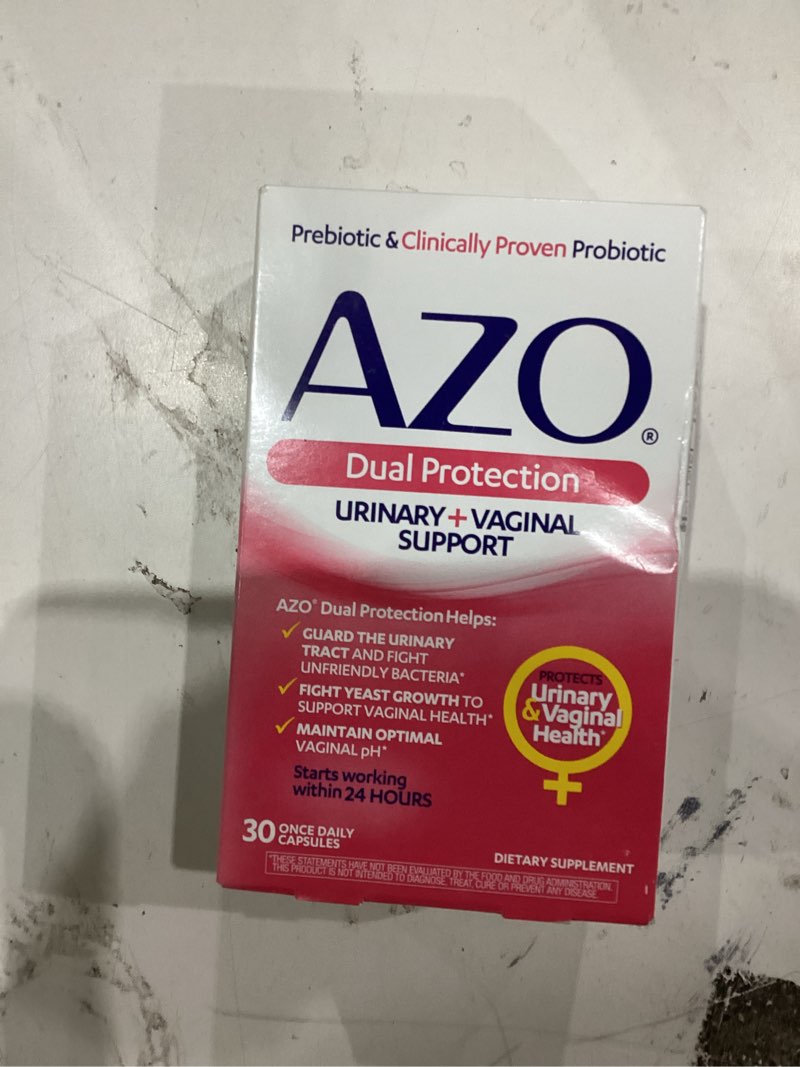 Prebiotic & Clinically Proven Probiotic
AZO®
Dual Protection
URINARY + VAGINAL
SUPPORT
AZO® Dual Protection Helps:
✓ GUARD THE URINARY
TRACT AND FIGHT
UNFRIENDLY BACTERIA*
✓ FIGHT YEAST GROWTH TO
SUPPORT VAGINAL HEALTH*
✓ MAINTAIN OPTIMAL
VAGINAL pH*
Starts working
within 24 HOURS
PROTECTS
Urinary
& Vaginal
Health*
30 ONCE DAILY
CAPSULES
DIETARY SUPPLEMENT
*THESE STATEMENTS HAVE NOT BEEN EVALUATED BY THE FOOD AND DRUG ADMINISTRATION.
THIS PRODUCT IS NOT INTENDED TO DIAGNOSE, TREAT, CURE OR PREVENT ANY DISEASE.